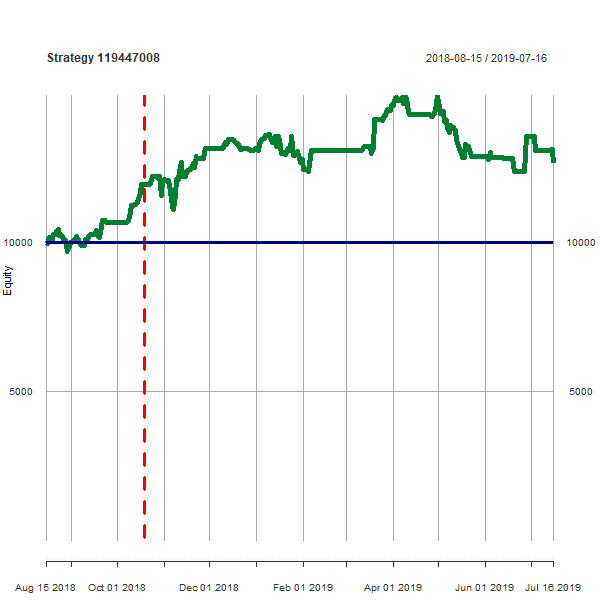 Strategy 119447008
2018-08-15 / 2019-07-16
10000
10000
Equity
5000
5000
Aug 15 2018
Oct 01 2018
Dec 01 2018
Feb 01 2019
Apr 01 2019
Jun 01 2019
Jul 16 2019